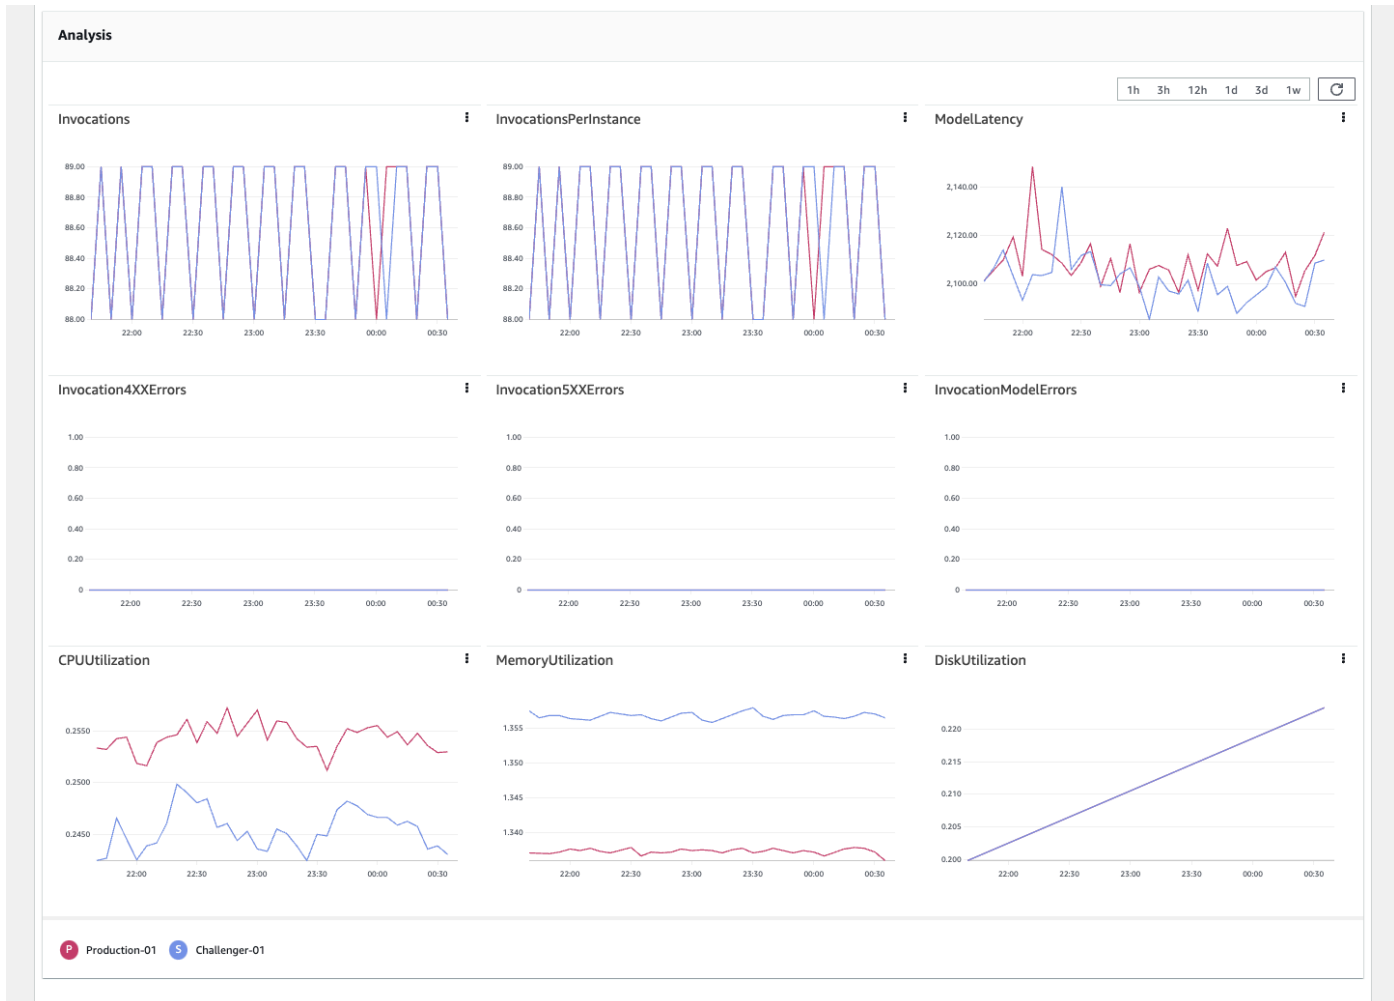 Analysis
1h 3h 12h 1d 3d 1w
Invocations
89.00
88.80
88.60
88.40
88.20
88.00
22:00 22:30 23:00 23:30 00:00 00:30
InvocationsPerInstance
89.00
88.80
88.60
88.40
88.20
88.00
22:00 22:30 23:00 23:30 00:00 00:30
ModelLatency
2,140.00
2,120.00
2,100.00
22:00 22:30 23:00 23:30 00:00 00:30
Invocation4XXErrors
1.00
0.80
0.60
0.40
0.20
0
22:00 22:30 23:00 23:30 00:00 00:30
Invocation5XXErrors
1.00
0.80
0.60
0.40
0.20
0
22:00 22:30 23:00 23:30 00:00 00:30
InvocationModelErrors
1.00
0.80
0.60
0.40
0.20
0
22:00 22:30 23:00 23:30 00:00 00:30
CPUUtilization
0.2550
0.2500
0.2450
22:00 22:30 23:00 23:30 00:00 00:30
MemoryUtilization
1.355
1.350
1.345
1.340
22:00 22:30 23:00 23:30 00:00 00:30
DiskUtilization
0.220
0.215
0.210
0.205
0.200
22:00 22:30 23:00 23:30 00:00 00:30
P Production-01 S Challenger-01